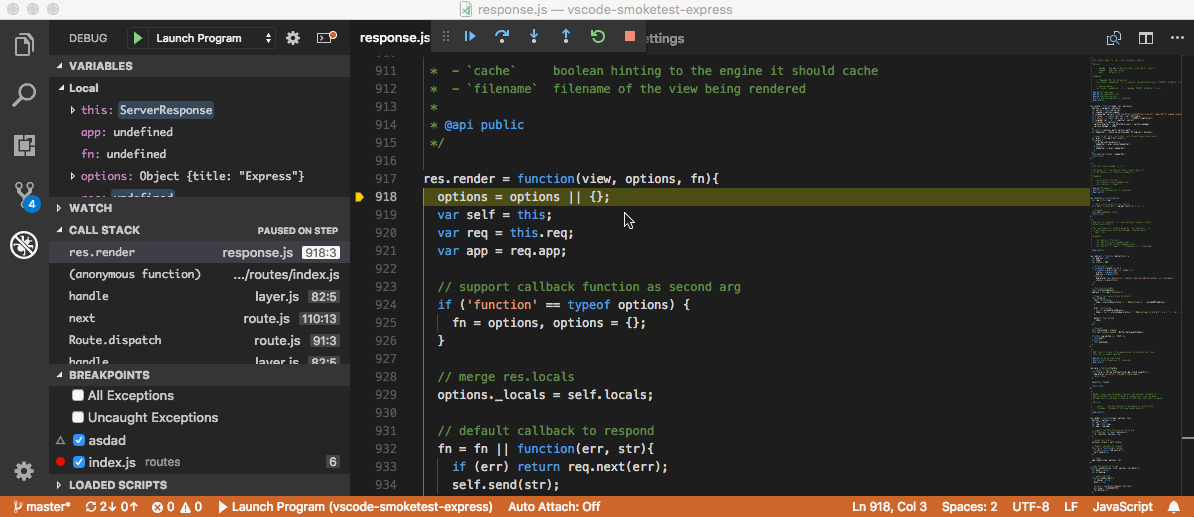 response.js — vscode-smoketest-express
DEBUG Launch Program
response.js ettings
VARIABLES
Local
this: ServerResponse
app: undefined
fn: undefined
options: Object {title: "Express"}
WATCH
4
CALL STACK PAUSED ON STEP
res.render response.js 918:3
(anonymous function) .../routes/index.js
handle layer.js 82:5
next route.js 110:13
Route.dispatch route.js 91:3
handle layer.js 82:5
BREAKPOINTS
All Exceptions
Uncaught Exceptions
asdad
index.js routes 6
LOADED SCRIPTS
911 *  - `cache`     boolean hinting to the engine it should cache
912 *  - `filename`  filename of the view being rendered
913 *
914 * @api public
915 */
916
917 res.render = function(view, options, fn){
918 options = options || {};
919 var self = this;
920 var req = this.req;
921 var app = req.app;
922
923 // support callback function as second arg
924 if ('function' == typeof options) {
925 fn = options, options = {};
926 }
927
928 // merge res.locals
929 options._locals = self.locals;
930
931 // default callback to respond
932 fn = fn || function(err, str){
933 if (err) return req.next(err);
934 self.send(str);
master* 2↓ 0↑ 0 0 Launch Program (vscode-smoketest-express) Auto Attach: Off Ln 918, Col 3 Spaces: 2 UTF-8 LF JavaScript